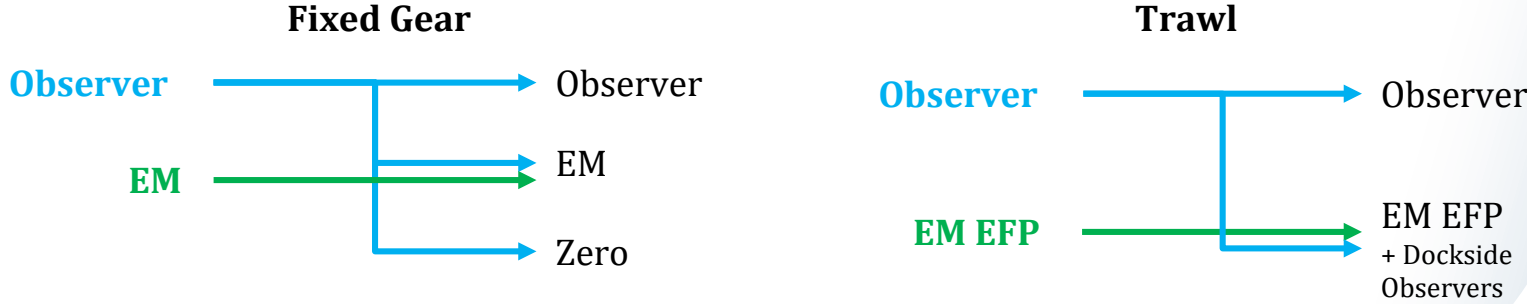 Fixed Gear
Observer
Observer
EM
EM
Zero
Trawl
Observer
Observer
EM EFP
EM EFP
+ Dockside
Observers